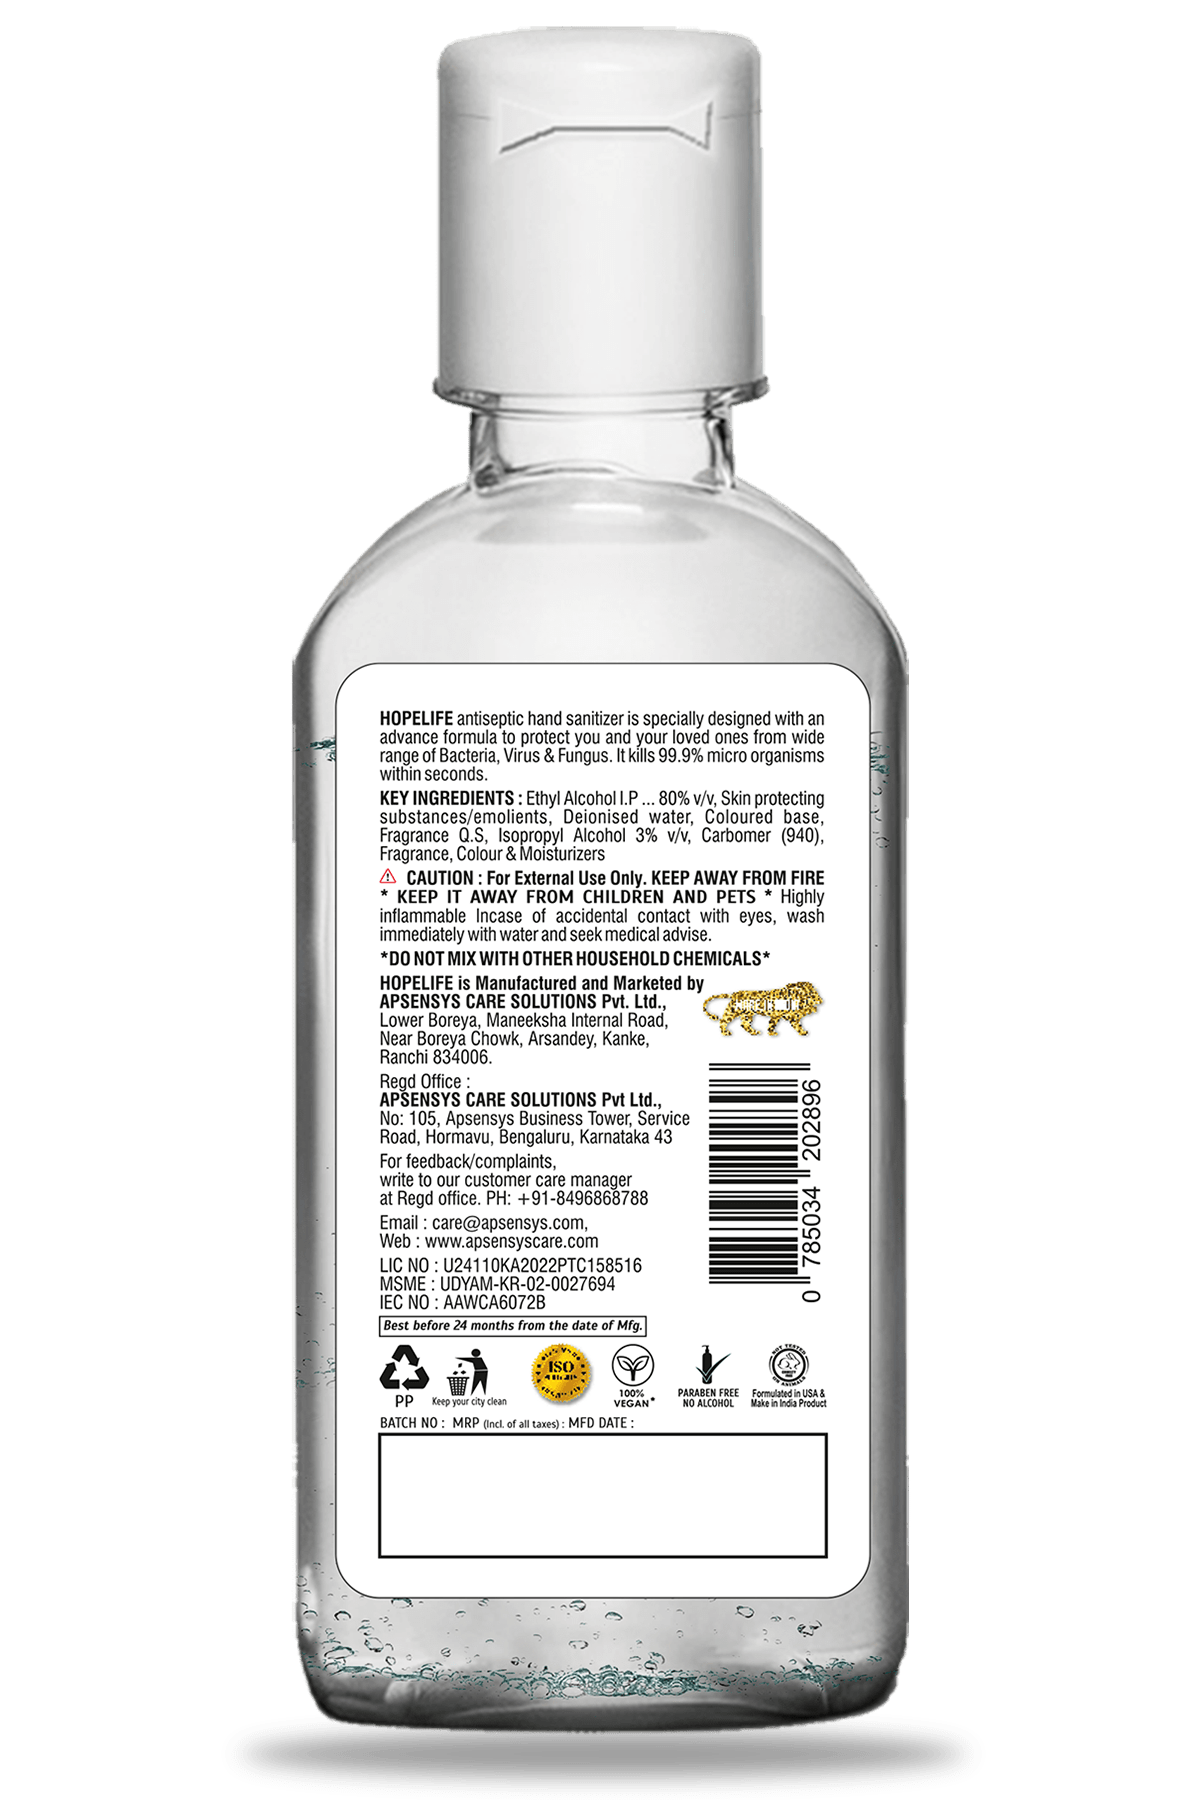 HOPELIFE antiseptic hand sanitizer is specially designed with an
advance formula to protect you and your loved ones from wide
range of Bacteria, Virus & Fungus. It kills 99.9% micro organisms
within seconds.
KEY INGREDIENTS : Ethyl Alcohol I.P ... 80% v/v, Skin protecting
substances/emolients, Deionised water, Coloured base,
Fragrance Q.S, Isopropyl Alcohol 3% v/v, Carbomer (940),
Fragrance, Colour & Moisturizers
CAUTION : For External Use Only. KEEP AWAY FROM FIRE
* KEEP IT AWAY FROM CHILDREN AND PETS * Highly
inflammable Incase of accidental contact with eyes, wash
immediately with water and seek medical advise.
*DO NOT MIX WITH OTHER HOUSEHOLD CHEMICALS*
HOPELIFE is Manufactured and Marketed by
APSENSYS CARE SOLUTIONS Pvt. Ltd.,
Lower Boreya, Maneeksha Internal Road,
Near Boreya Chowk, Arsandey, Kanke,
Ranchi 834006.
Regd Office :
APSENSYS CARE SOLUTIONS Pvt Ltd.,
No: 105, Apsensys Business Tower, Service
Road, Hormavu, Bengaluru, Karnataka 43
For feedback/complaints,
write to our customer care manager
at Regd office. PH: +91-8496868788
Email : care@apsensys.com,
Web : www.apsensyscare.com
LIC NO : U24110KA2022PTC158516
MSME : UDYAM-KR-02-0027694
IEC NO : AAWCA6072B
0 785034 202896
Best before 24 months from the date of Mfg.
PP
Keep your city clean
ISO
100%
VEGAN*
PARABEN FREE
NO ALCOHOL
NOT TESTED
ON ANIMALS
Formulated in USA &
Make in India Product
BATCH NO : MRP (Incl. of all taxes) : MFD DATE :